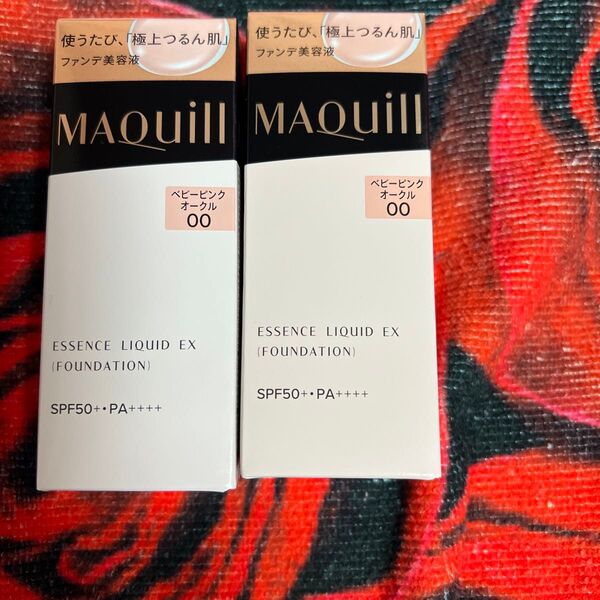 使うたび、「極上つるん肌」
ファンデ美容液
MAQuill
ベビーピンク
オークル
00
ESSENCE LIQUID EX
(FOUNDATION)
SPF50+•PA++++
使うたび、「極上つるん肌」
ファンデ美容液
MAQuill
ベビーピンク
オークル
00
ESSENCE LIQUID EX
(FOUNDATION)
SPF50+•PA++++